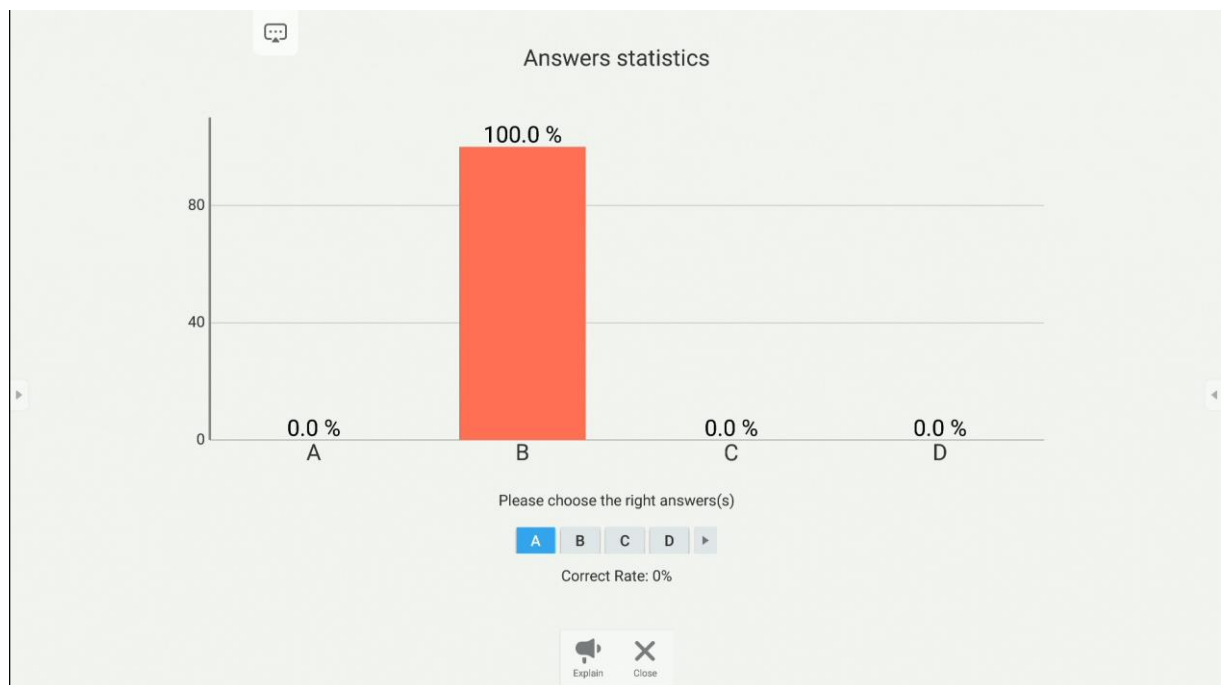 Answers statistics
100.0 %
80
40
0.0 %
0.0 %
0.0 %
0
A
B
C
D
Please choose the right answers(s)
A B C D
Correct Rate: 0%
Explain
Close